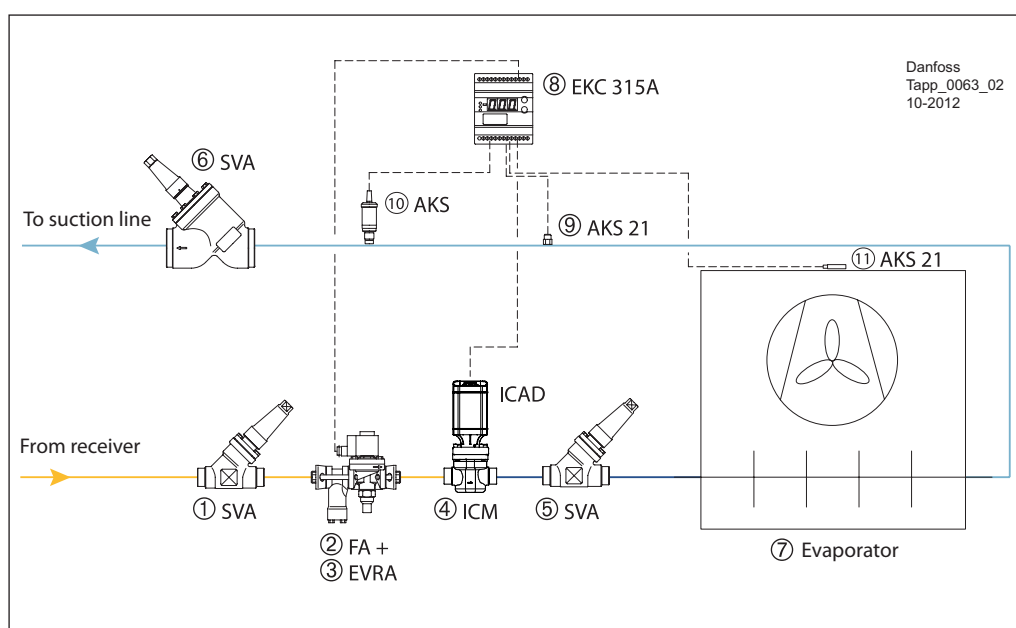 Danfoss
Tapp_0063_02
10-2012
⑧ EKC 315A
⑥ SVA
⑩ AKS
To suction line
⑨ AKS 21
⑪ AKS 21
ICAD
From receiver
① SVA
④ ICM
⑤ SVA
② FA +
③ EVRA
⑦ Evaporator